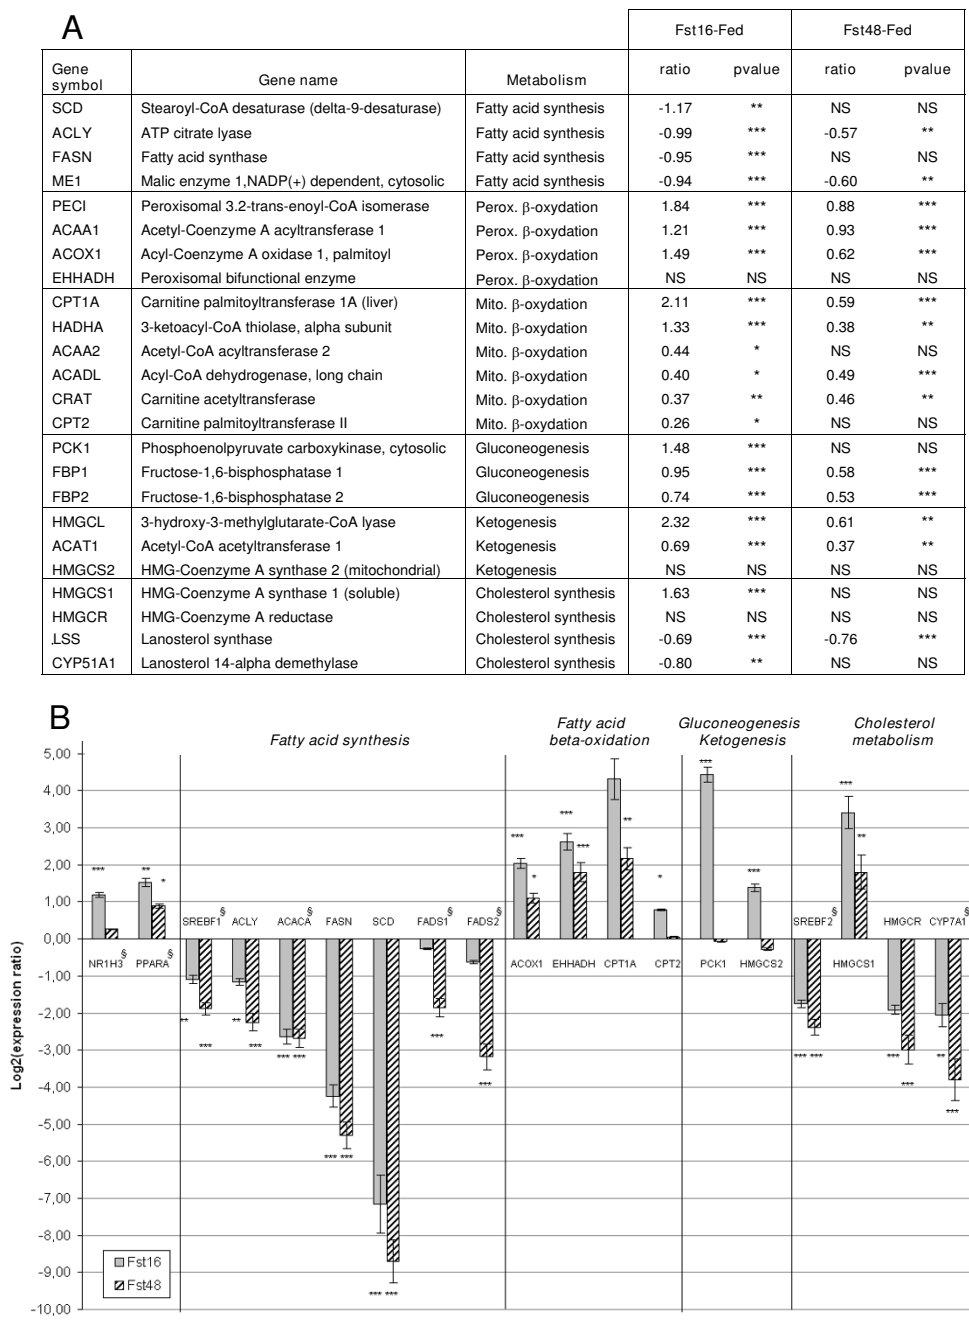 A
Fst16-Fed Fst48-Fed
Gene symbol Gene name Metabolism ratio pvalue ratio pvalue
SCD Stearoyl-CoA desaturase (delta-9-desaturase) Fatty acid synthesis -1.17 ** NS NS
ACLY ATP citrate lyase Fatty acid synthesis -0.99 *** -0.57 **
FASN Fatty acid synthase Fatty acid synthesis -0.95 *** NS NS
ME1 Malic enzyme 1,NADP(+) dependent, cytosolic Fatty acid synthesis -0.94 *** -0.60 **
PECI Peroxisomal 3.2-trans-enoyl-CoA isomerase Perox. β-oxydation 1.84 *** 0.88 ***
ACAA1 Acetyl-Coenzyme A acyltransferase 1 Perox. β-oxydation 1.21 *** 0.93 ***
ACOX1 Acyl-Coenzyme A oxidase 1, palmitoyl Perox. β-oxydation 1.49 *** 0.62 ***
EHHADH Peroxisomal bifunctional enzyme Perox. β-oxydation NS NS NS NS
CPT1A Carnitine palmitoyltransferase 1A (liver) Mito. β-oxydation 2.11 *** 0.59 ***
HADHA 3-ketoacyl-CoA thiolase, alpha subunit Mito. β-oxydation 1.33 *** 0.38 **
ACAA2 Acetyl-CoA acyltransferase 2 Mito. β-oxydation 0.44 * NS NS
ACADL Acyl-CoA dehydrogenase, long chain Mito. β-oxydation 0.40 * 0.49 ***
CRAT Carnitine acetyltransferase Mito. β-oxydation 0.37 ** 0.46 **
CPT2 Carnitine palmitoyltransferase II Mito. β-oxydation 0.26 * NS NS
PCK1 Phosphoenolpyruvate carboxykinase, cytosolic Gluconeogenesis 1.48 *** NS NS
FBP1 Fructose-1,6-bisphosphatase 1 Gluconeogenesis 0.95 *** 0.58 ***
FBP2 Fructose-1,6-bisphosphatase 2 Gluconeogenesis 0.74 *** 0.53 ***
HMGCL 3-hydroxy-3-methylglutarate-CoA lyase Ketogenesis 2.32 *** 0.61 **
ACAT1 Acetyl-CoA acetyltransferase 1 Ketogenesis 0.69 *** 0.37 **
HMGCS2 HMG-Coenzyme A synthase 2 (mitochondrial) Ketogenesis NS NS NS NS
HMGCS1 HMG-Coenzyme A synthase 1 (soluble) Cholesterol synthesis 1.63 *** NS NS
HMGCR HMG-Coenzyme A reductase Cholesterol synthesis NS NS NS NS
LSS Lanosterol synthase Cholesterol synthesis -0.69 *** -0.76 ***
CYP51A1 Lanosterol 14-alpha demethylase Cholesterol synthesis -0.80 ** NS NS
B
Fatty acid synthesis
Fatty acid beta-oxidation
Gluconeogenesis Ketogenesis
Cholesterol metabolism
Log2(expression ratio)
5,00
4,00
3,00
2,00
1,00
0,00
-1,00
-2,00
-3,00
-4,00
-5,00
-6,00
-7,00
-8,00
-9,00
-10,00
*** ** * *** *** *** * ** * *** *** *** **
SREBF1§ ACLY ACACA§ FASN SCD FADS1§ FADS2§ SREBF2§ HMGCR CYP7A1§
NR1H3§ PPARA§ ACOX1 EHHADH CPT1A CPT2 PCK1 HMGCS2 HMGCS1
** *** ** *** *** *** *** *** *** *** *** *** *** *** *** *** ** ***
Fst16
Fst48